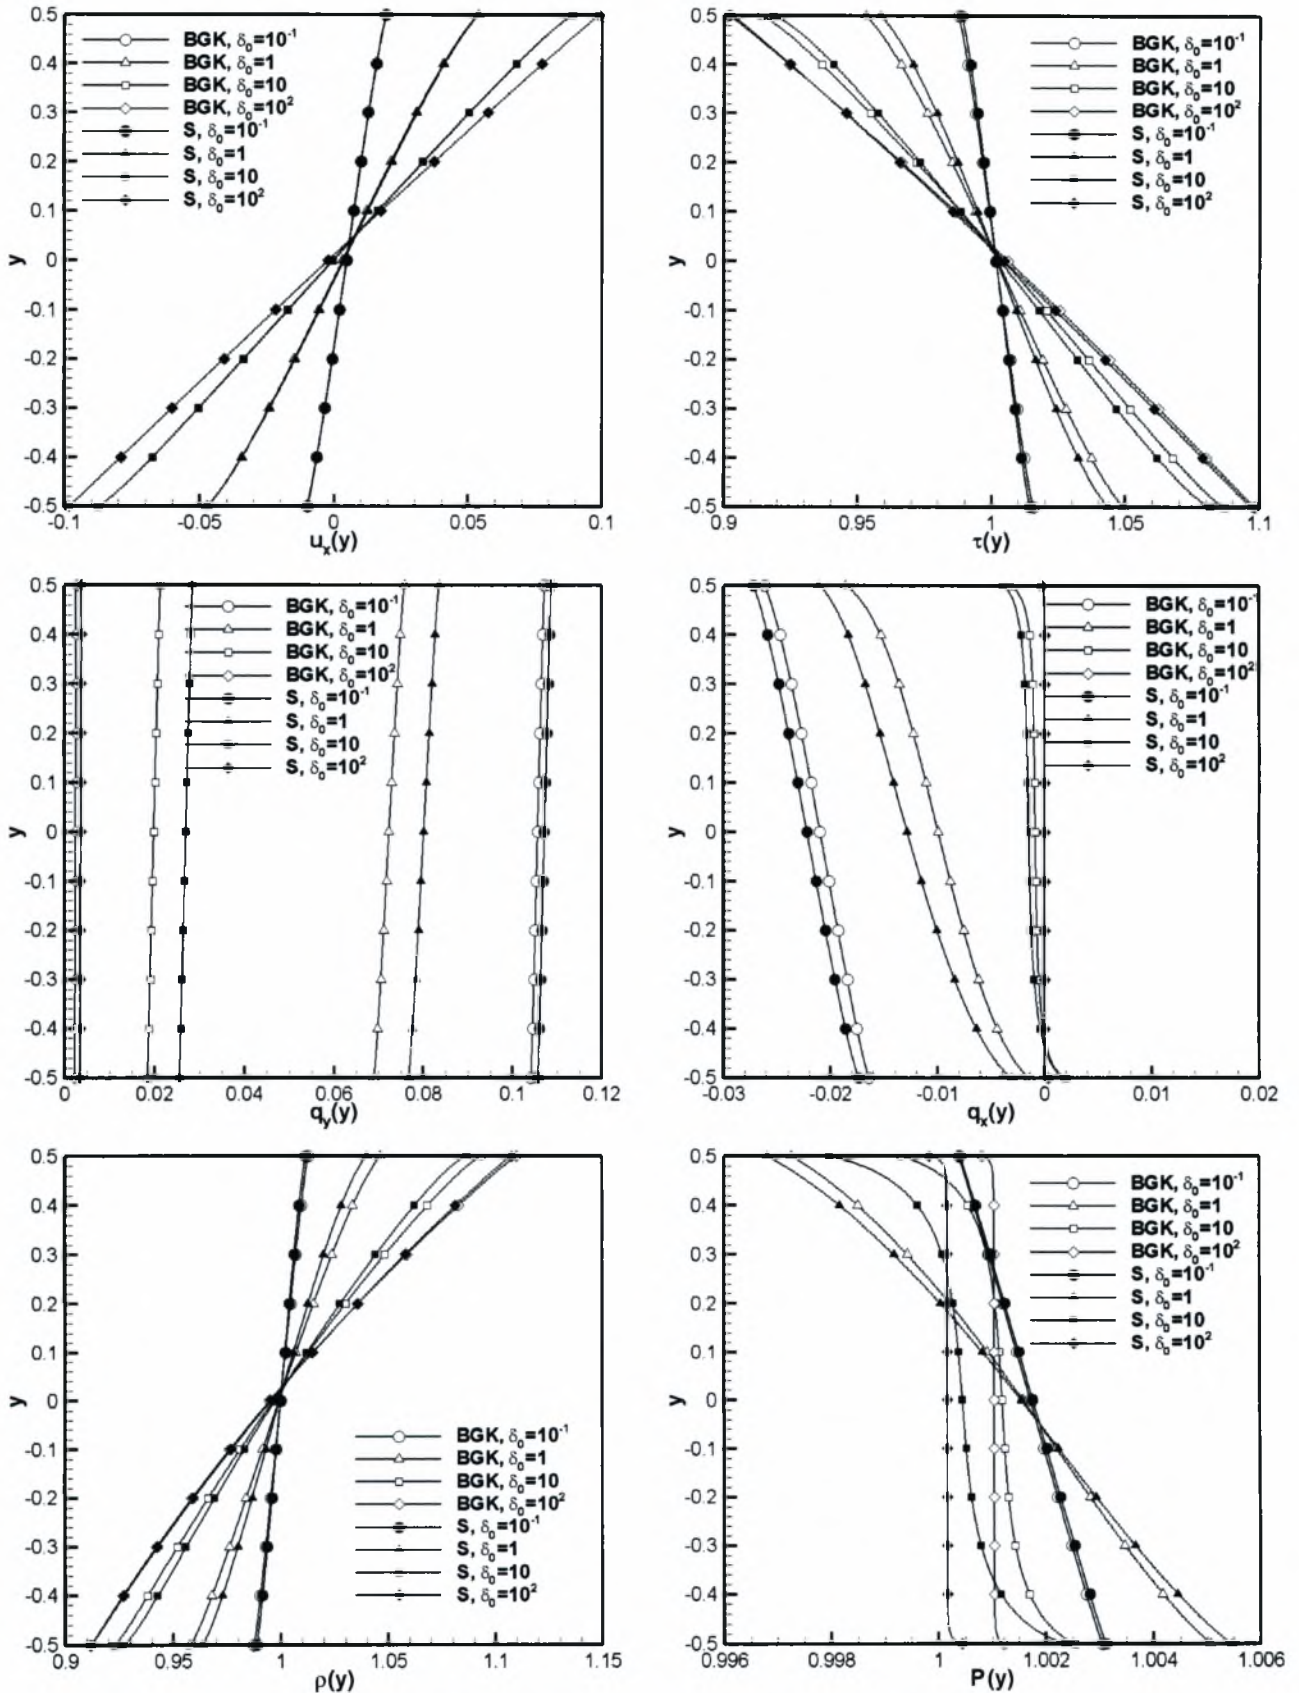 0.5
0.4
0.3
0.2
0.1
0
-0.1
-0.2
-0.3
-0.4
-0.5
y
BGK, δ₀=10⁻¹
BGK, δ₀=1
BGK, δ₀=10
BGK, δ₀=10²
S, δ₀=10⁻¹
S, δ₀=1
S, δ₀=10
S, δ₀=10²
-0.1 -0.05 0 0.05 0.1
uₓ(y)
0.5
0.4
0.3
0.2
0.1
0
-0.1
-0.2
-0.3
-0.4
-0.5
y
BGK, δ₀=10⁻¹
BGK, δ₀=1
BGK, δ₀=10
BGK, δ₀=10²
S, δ₀=10⁻¹
S, δ₀=1
S, δ₀=10
S, δ₀=10²
0.9 0.95 1 1.05 1.1
τ(y)
0.5
0.4
0.3
0.2
0.1
0
-0.1
-0.2
-0.3
-0.4
-0.5
y
BGK, δ₀=10⁻¹
BGK, δ₀=1
BGK, δ₀=10
BGK, δ₀=10²
S, δ₀=10⁻¹
S, δ₀=1
S, δ₀=10
S, δ₀=10²
0 0.02 0.04 0.06 0.08 0.1 0.12
q_y(y)
0.5
0.4
0.3
0.2
0.1
0
-0.1
-0.2
-0.3
-0.4
-0.5
y
BGK, δ₀=10⁻¹
BGK, δ₀=1
BGK, δ₀=10
BGK, δ₀=10²
S, δ₀=10⁻¹
S, δ₀=1
S, δ₀=10
S, δ₀=10²
-0.03 -0.02 -0.01 0 0.01 0.02
qₓ(y)
0.5
0.4
0.3
0.2
0.1
0
-0.1
-0.2
-0.3
-0.4
-0.5
y
BGK, δ₀=10⁻¹
BGK, δ₀=1
BGK, δ₀=10
BGK, δ₀=10²
S, δ₀=10⁻¹
S, δ₀=1
S, δ₀=10
S, δ₀=10²
0.9 0.95 1 1.05 1.1 1.15
ρ(y)
0.5
0.4
0.3
0.2
0.1
0
-0.1
-0.2
-0.3
-0.4
-0.5
y
BGK, δ₀=10⁻¹
BGK, δ₀=1
BGK, δ₀=10
BGK, δ₀=10²
S, δ₀=10⁻¹
S, δ₀=1
S, δ₀=10
S, δ₀=10²
0.996 0.998 1 1.002 1.004 1.006
P(y)